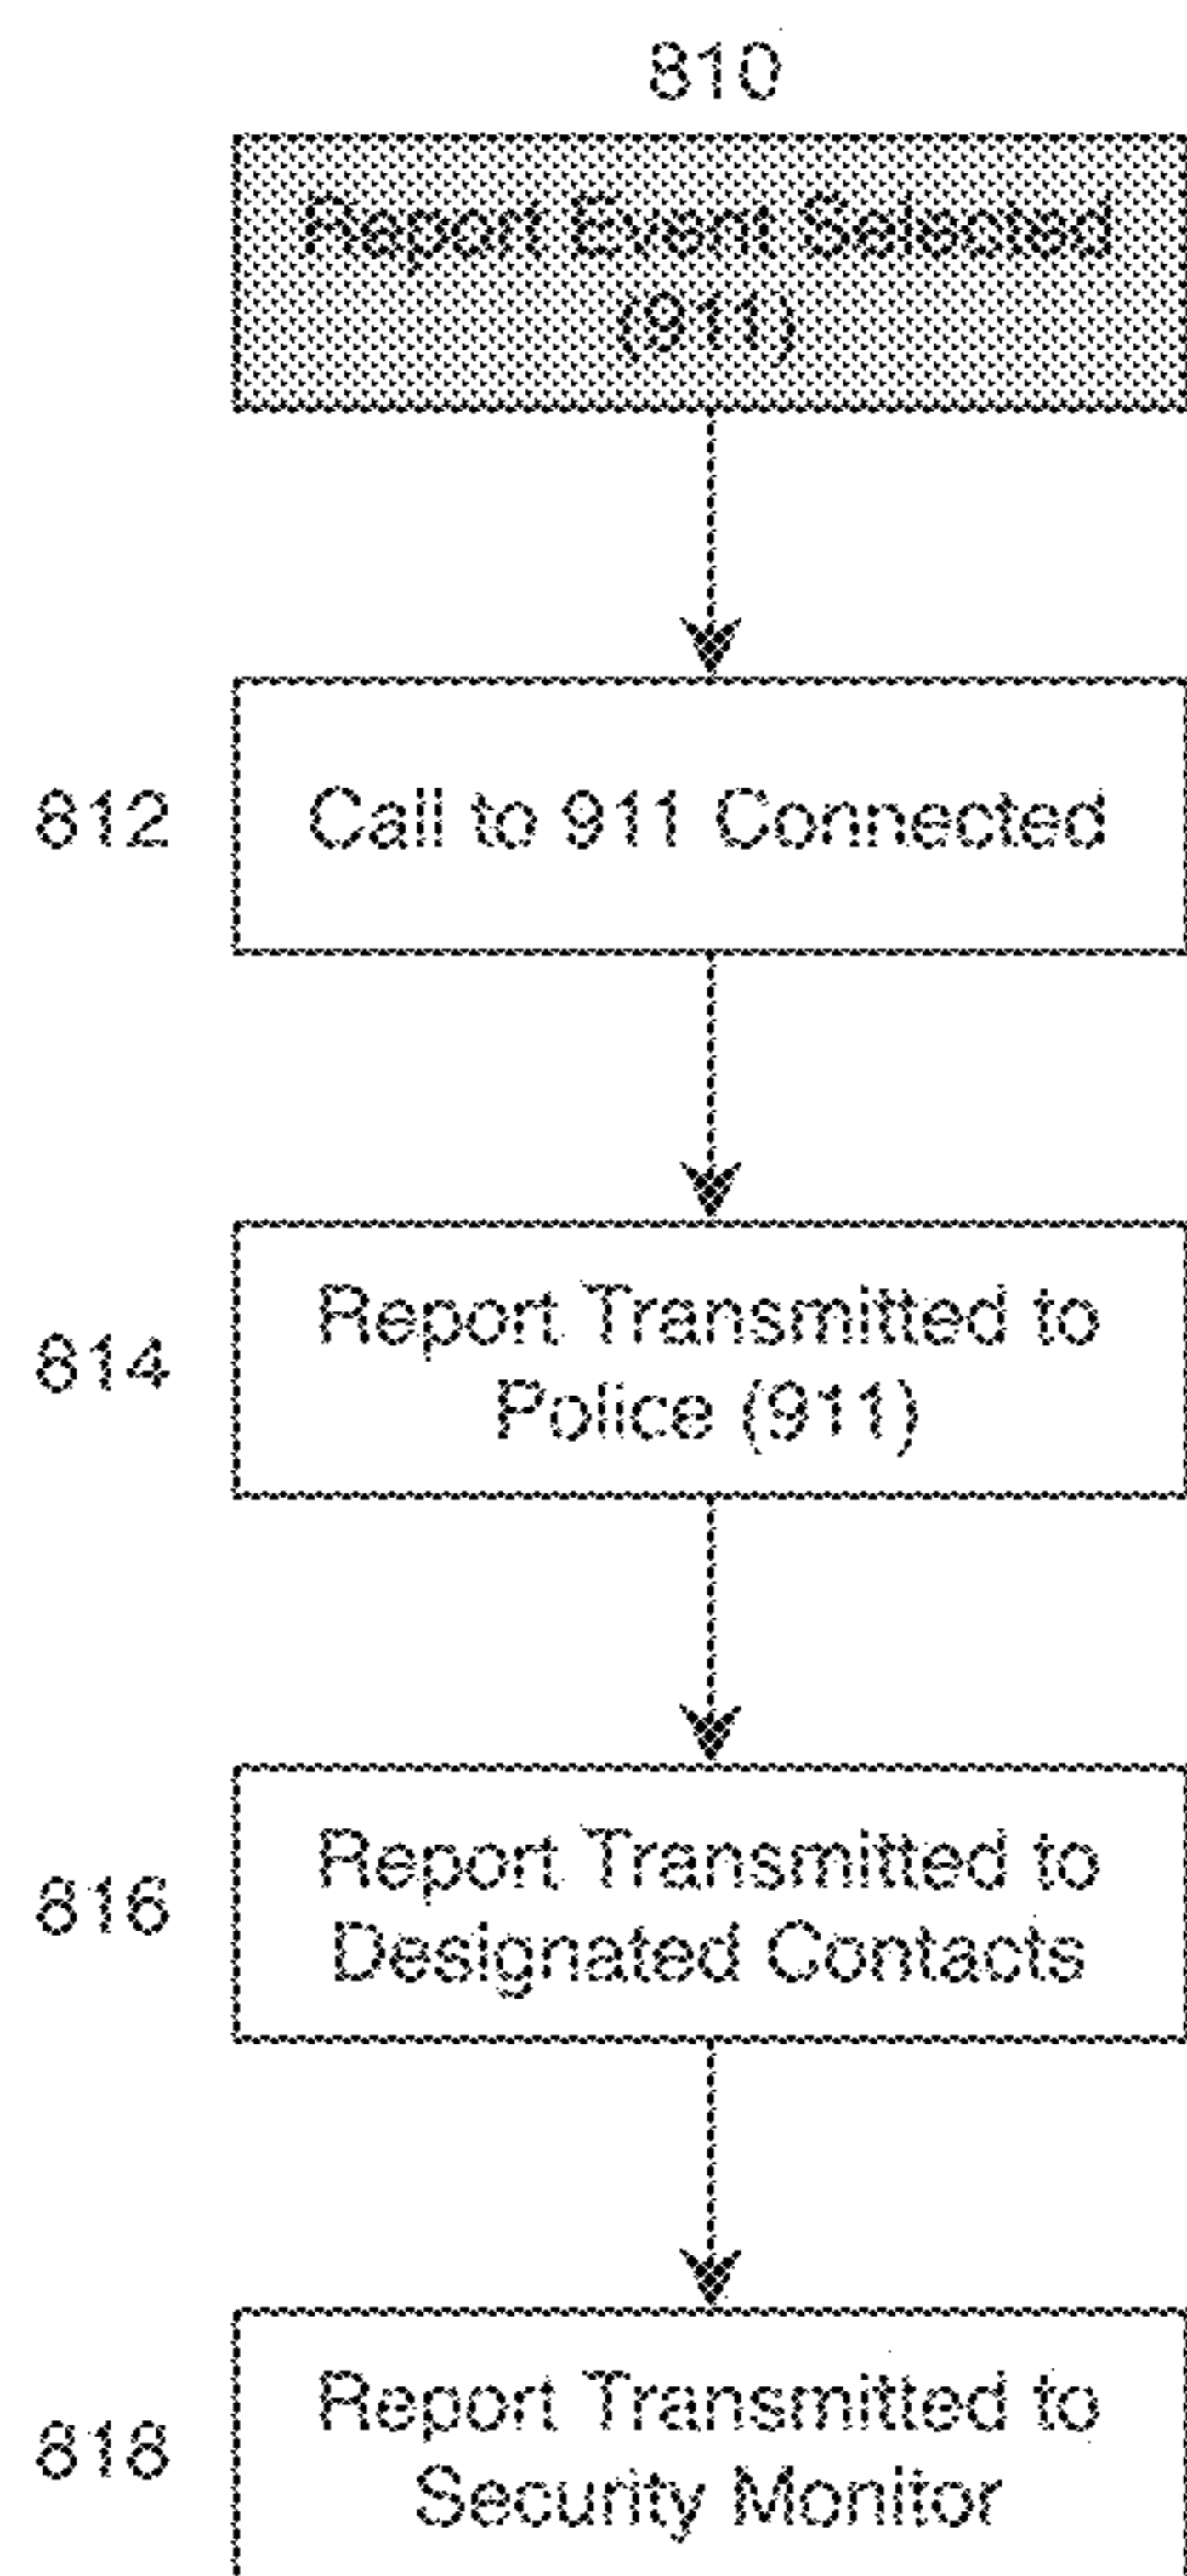 810
Report Event Selected
(911)
812
Call to 911 Connected
814
Report Transmitted to
Police (911)
816
Report Transmitted to
Designated Contacts
818
Report Transmitted to
Security Monitor